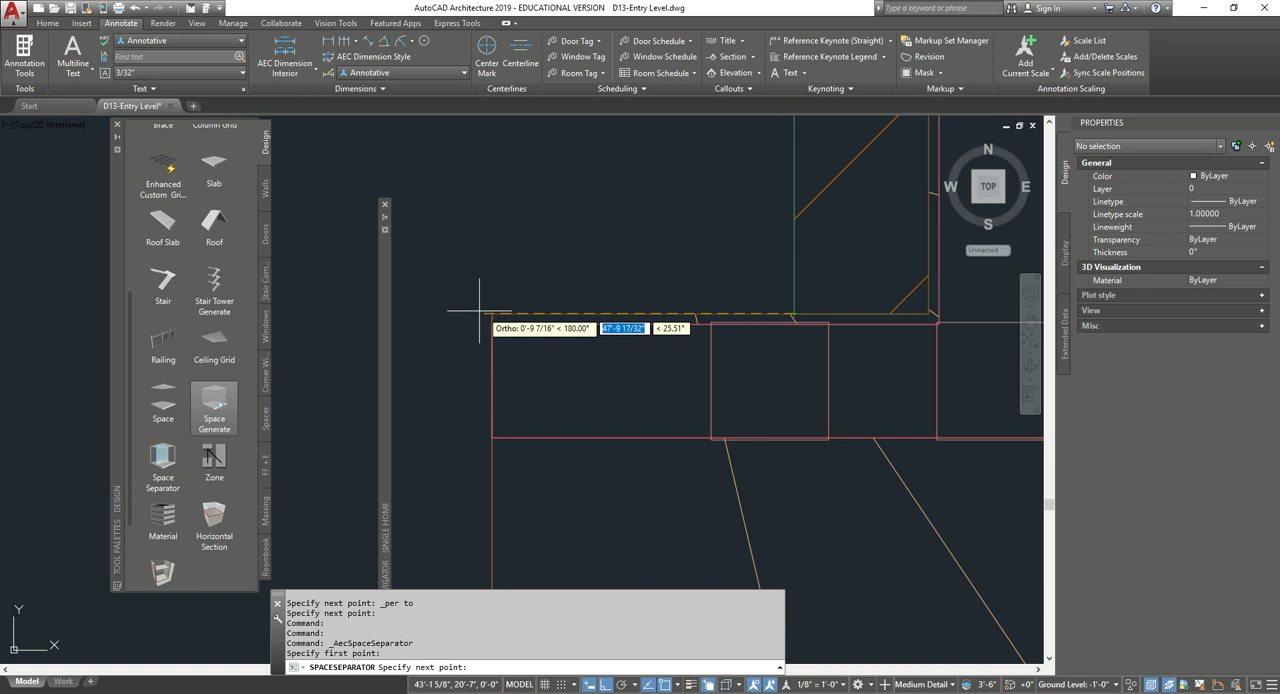 AutoCAD Architecture 2019 - EDUCATIONAL VERSION D13-Entry Level.dwg
Type a keyword or phrase
Sign In
Home Insert Annotate Render View Manage Collaborate Vision Tools Featured Apps Express Tools
Annotation Tools
Multiline Text
Annotative
Find text
3/32"
AEC Dimension Interior
AEC Dimension Style
Annotative
Center Mark
Centerline
Door Tag
Window Tag
Room Tag
Door Schedule
Window Schedule
Room Schedule
Title
Section
Elevation
Reference Keynote (Straight)
Reference Keynote Legend
Text
Markup Set Manager
Revision
Mask
Add Current Scale
Scale List
Add/Delete Scales
Sync Scale Positions
Tools Text Dimensions Centerlines Scheduling Callouts Keynoting Markup Annotation Scaling
Start D13-Entry Level*
[−][Top][2D Wireframe]
Brace Column Grid
Enhanced Custom Gri...
Slab
Roof Slab
Roof
Stair
Stair Tower Generate
Railing
Ceiling Grid
Space
Space Generate
Space Separator
Zone
Material
Horizontal Section
Design
Walls
Doors
Stair Com...
Windows
Corner Wi...
Spaces
FF + E
Massing
Roombook
TOOL PALETTES - DESIGN
VIGATOR - SINGLE HOME
N
W TOP E
S
Unnamed
Ortho: 0'-9 7/16" < 180.00° 47'-9 17/32" < 25.51°
PROPERTIES
No selection
General
Color ByLayer
Layer 0
Linetype ByLayer
Linetype scale 1.00000
Lineweight ByLayer
Transparency ByLayer
Thickness 0"
3D Visualization
Material ByLayer
Plot style
View
Misc
Design
Display
Extended Data
Specify next point: _per to
Specify next point:
Command:
Command:
Command: _AecSpaceSeparator
Specify first point:
SPACESEPARATOR Specify next point:
Y
X
Model Work
43'-1 5/8", 20'-7", 0'-0" MODEL 1/8" = 1'-0" Medium Detail 3'-6" +0" Ground Level: -1'-0"